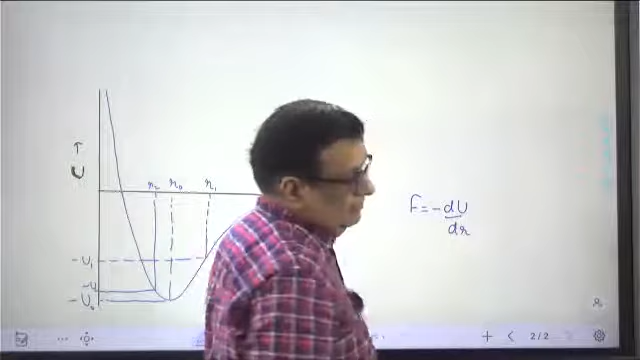 ↑
U
r₂ r₀ r₁
- U₁
- U
- U₀
F = - dU
dr
2/2